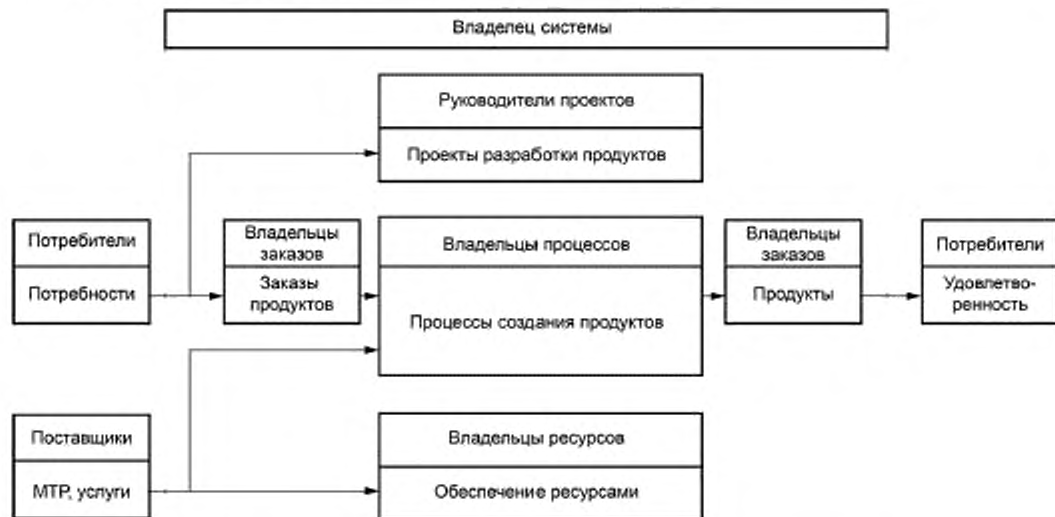 Владелец системы
Руководители проектов
Проекты разработки продуктов
Потребители
Потребности
Владельцы
заказов
Заказы
продуктов
Владельцы процессов
Процессы создания продуктов
Владельцы
заказов
Продукты
Потребители
Удовлетво-
ренность
Поставщики
МТР, услуги
Владельцы ресурсов
Обеспечение ресурсами